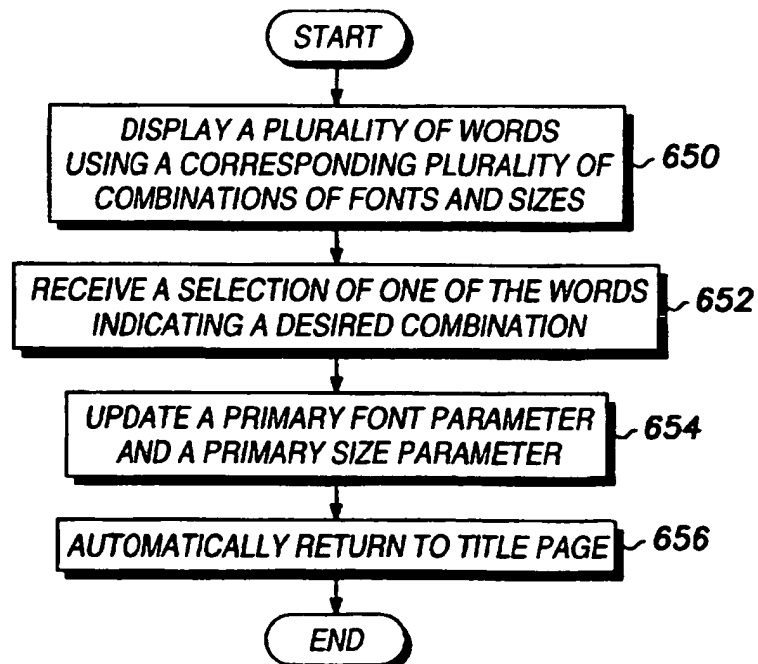 START
DISPLAY A PLURALITY OF WORDS
USING A CORRESPONDING PLURALITY OF
COMBINATIONS OF FONTS AND SIZES
650
RECEIVE A SELECTION OF ONE OF THE WORDS
INDICATING A DESIRED COMBINATION
652
UPDATE A PRIMARY FONT PARAMETER
AND A PRIMARY SIZE PARAMETER
654
AUTOMATICALLY RETURN TO TITLE PAGE
656
END